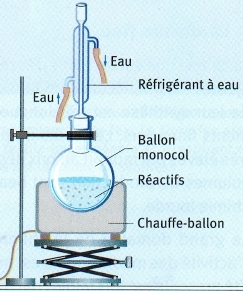 Eau
Réfrigérant à eau
Eau
Ballon
monocol
Réactifs
Chauffe-ballon